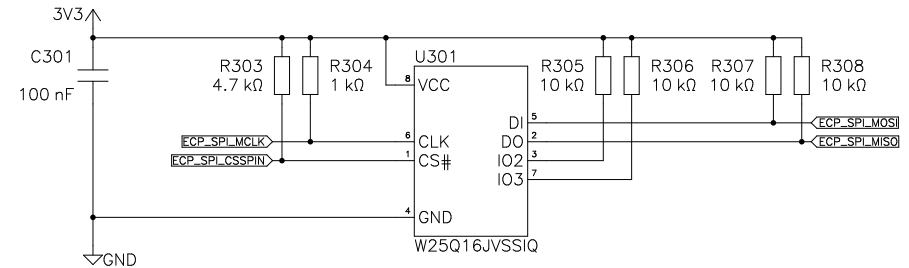 3V3
C301
100 nF
R303
4.7 kΩ
R304
1 kΩ
U301
R305
10 kΩ
R306
10 kΩ
R307
10 kΩ
R308
10 kΩ
8 VCC
DI 5
ECP_SPI_MOSI
ECP_SPI_MCLK
6 CLK
DO 2
ECP_SPI_MISO
ECP_SPI_CSSPIN
1 CS#
IO2 3
IO3 7
4 GND
W25Q16JVSSIQ
GND